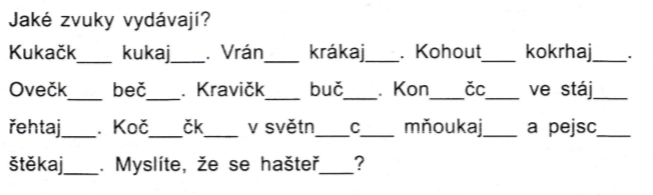 Jaké zvuky vydávají?
Kukačk___ kukaj___. Vrán___ krákaj___. Kohout___ kokrhaj___.
Ovečk___ beč___. Kravičk___ buč___. Kon___čc___ ve stáj___
řehtaj___. Koč___čk___ v světn___c___ mňoukaj___ a pejsc___
štěkaj___. Myslíte, že se hašteř___?